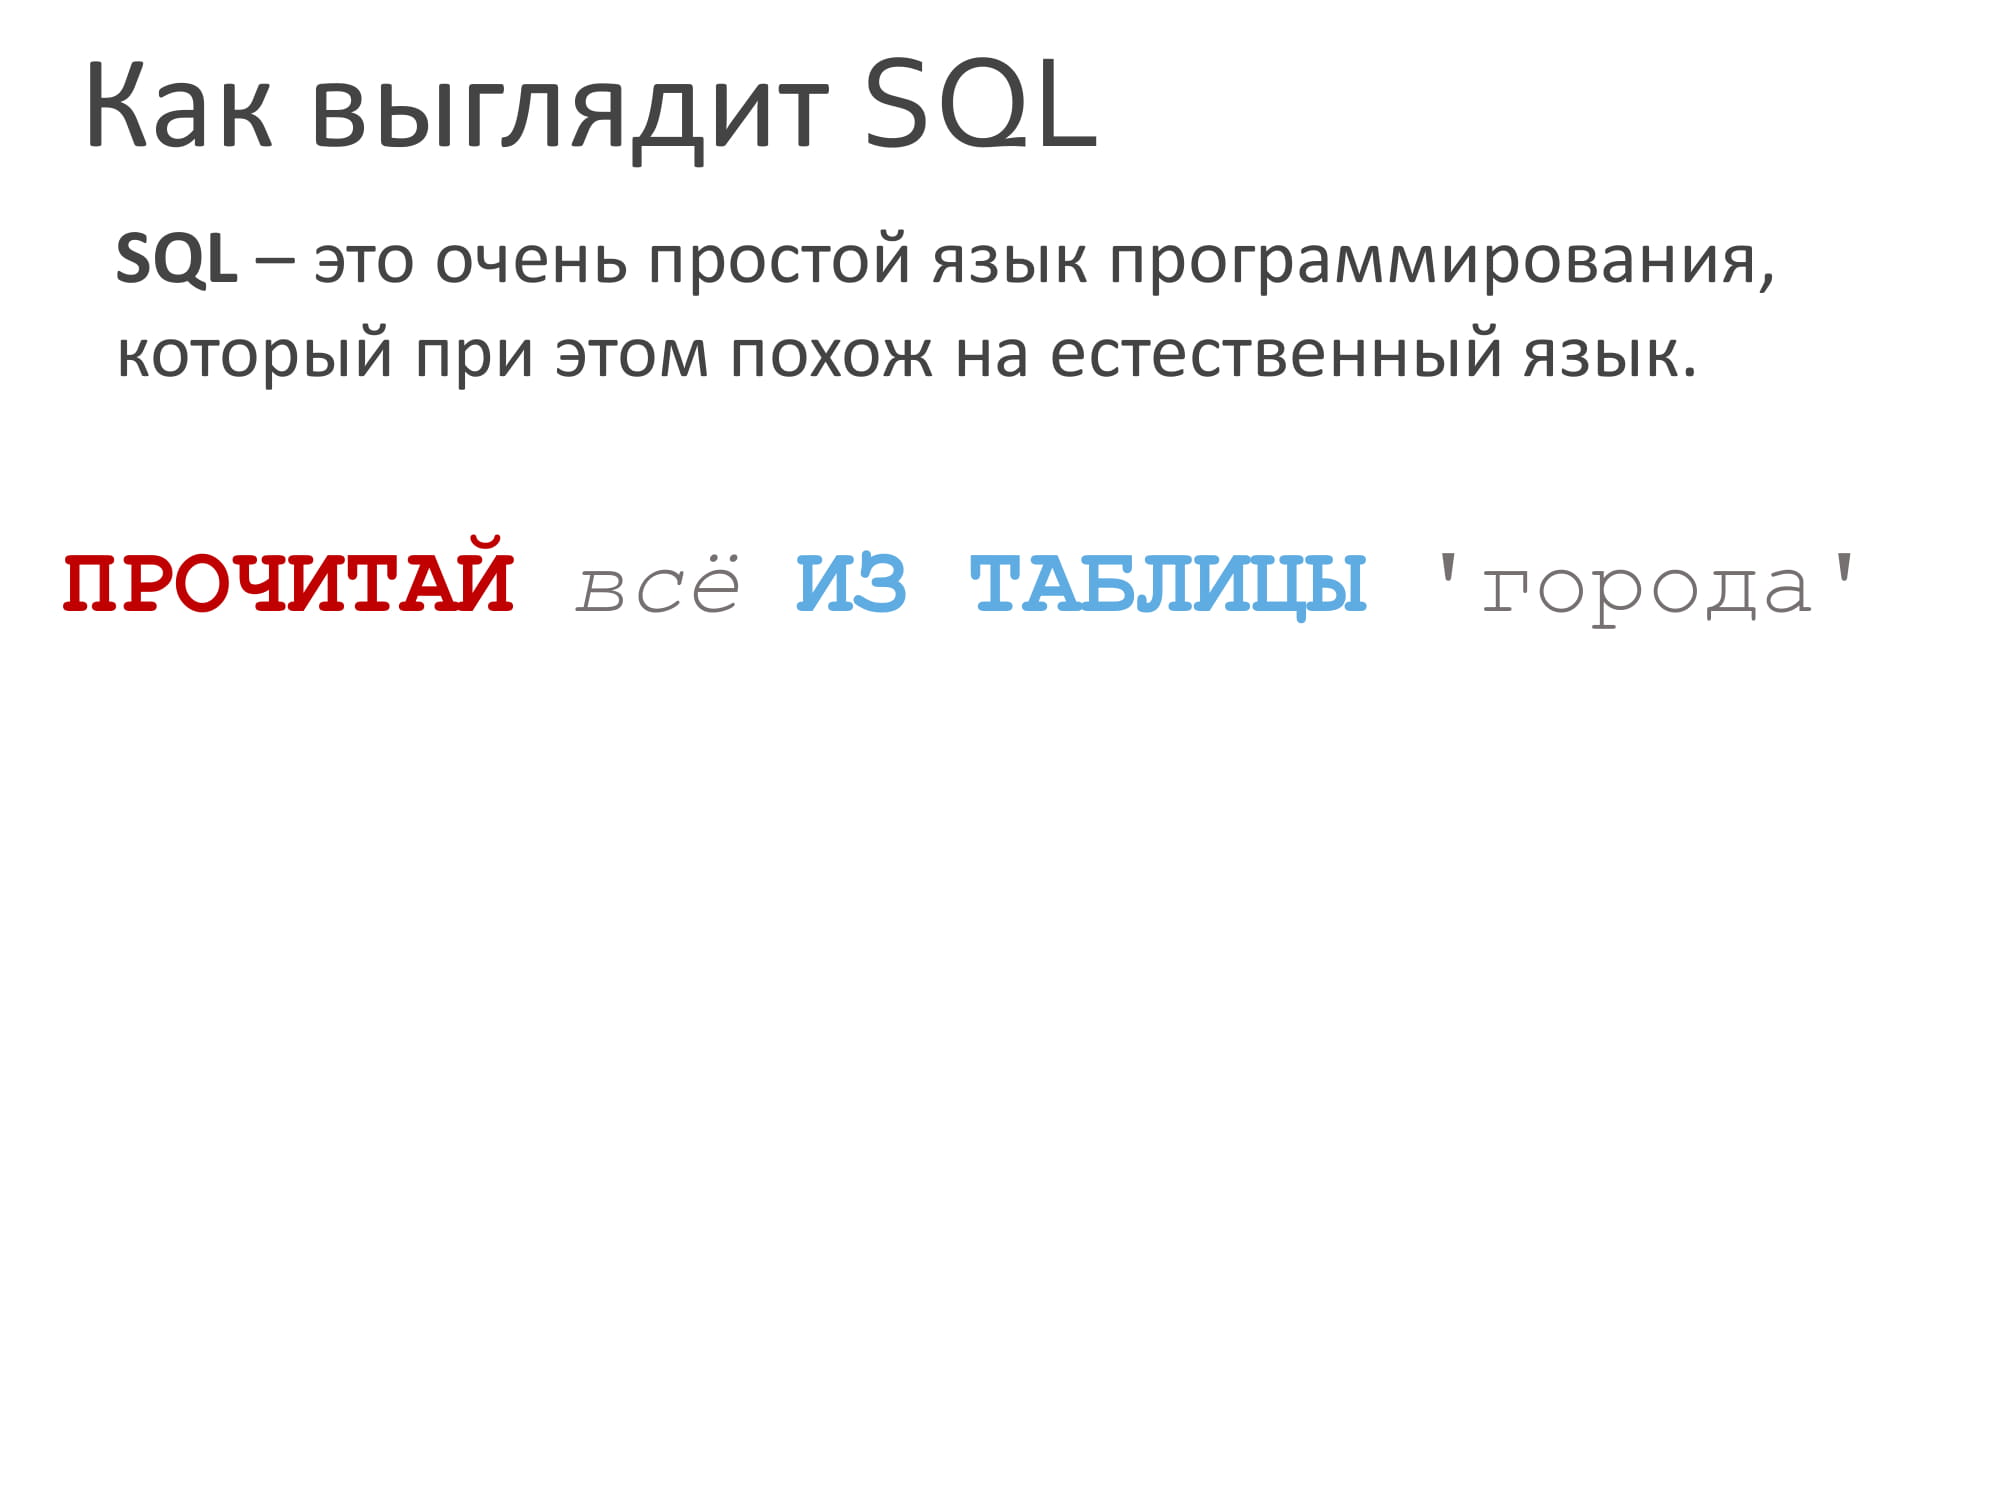 Как выглядит SQL
SQL – это очень простой язык программирования,
который при этом похож на естественный язык.
ПРОЧИТАЙ всё ИЗ ТАБЛИЦЫ 'города'